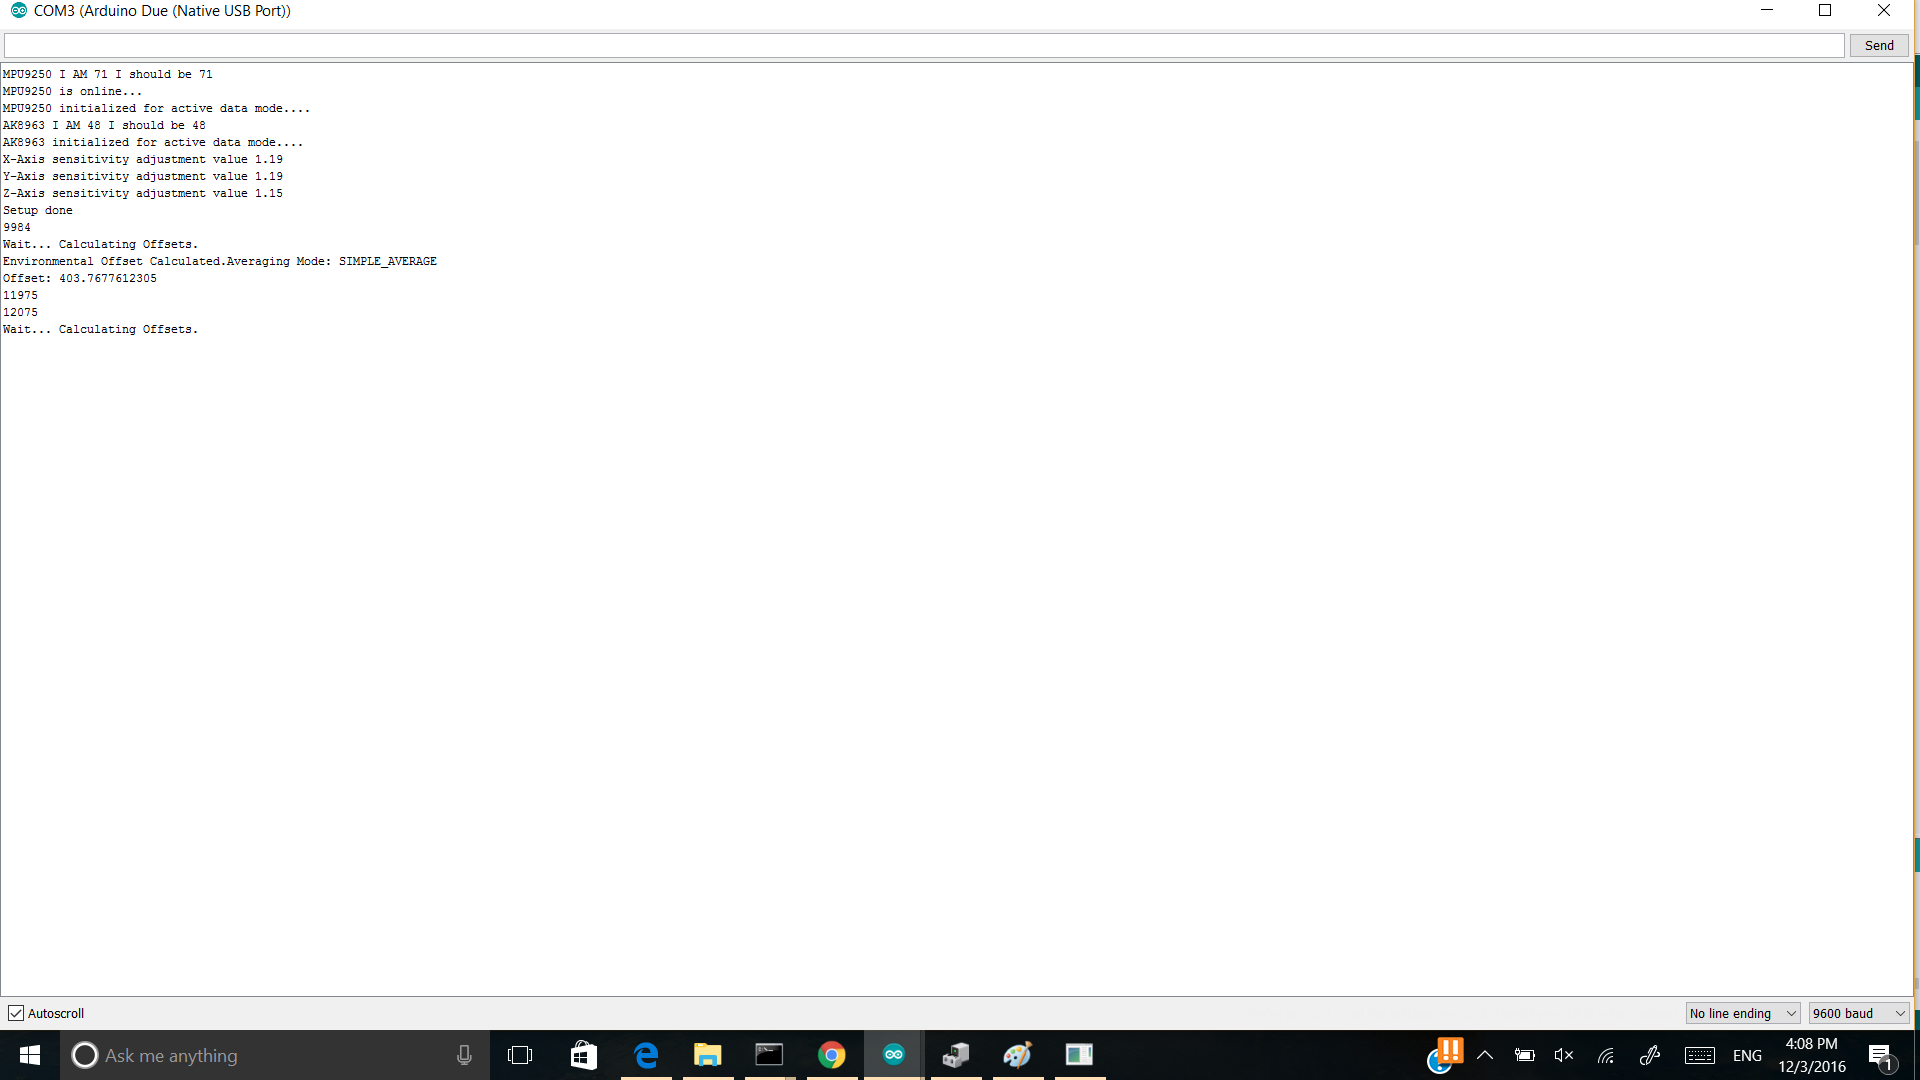 COM3 (Arduino Due (Native USB Port))
Send
MPU9250 I AM 71 I should be 71
MPU9250 is online...
MPU9250 initialized for active data mode....
AK8963 I AM 48 I should be 48
AK8963 initialized for active data mode....
X-Axis sensitivity adjustment value 1.19
Y-Axis sensitivity adjustment value 1.19
Z-Axis sensitivity adjustment value 1.15
Setup done
9984
Wait... Calculating Offsets.
Environmental Offset Calculated.Averaging Mode: SIMPLE_AVERAGE
Offset: 403.7677612305
11975
12075
Wait... Calculating Offsets.
Autoscroll
No line ending
9600 baud
Ask me anything
ENG
4:08 PM
12/3/2016
1